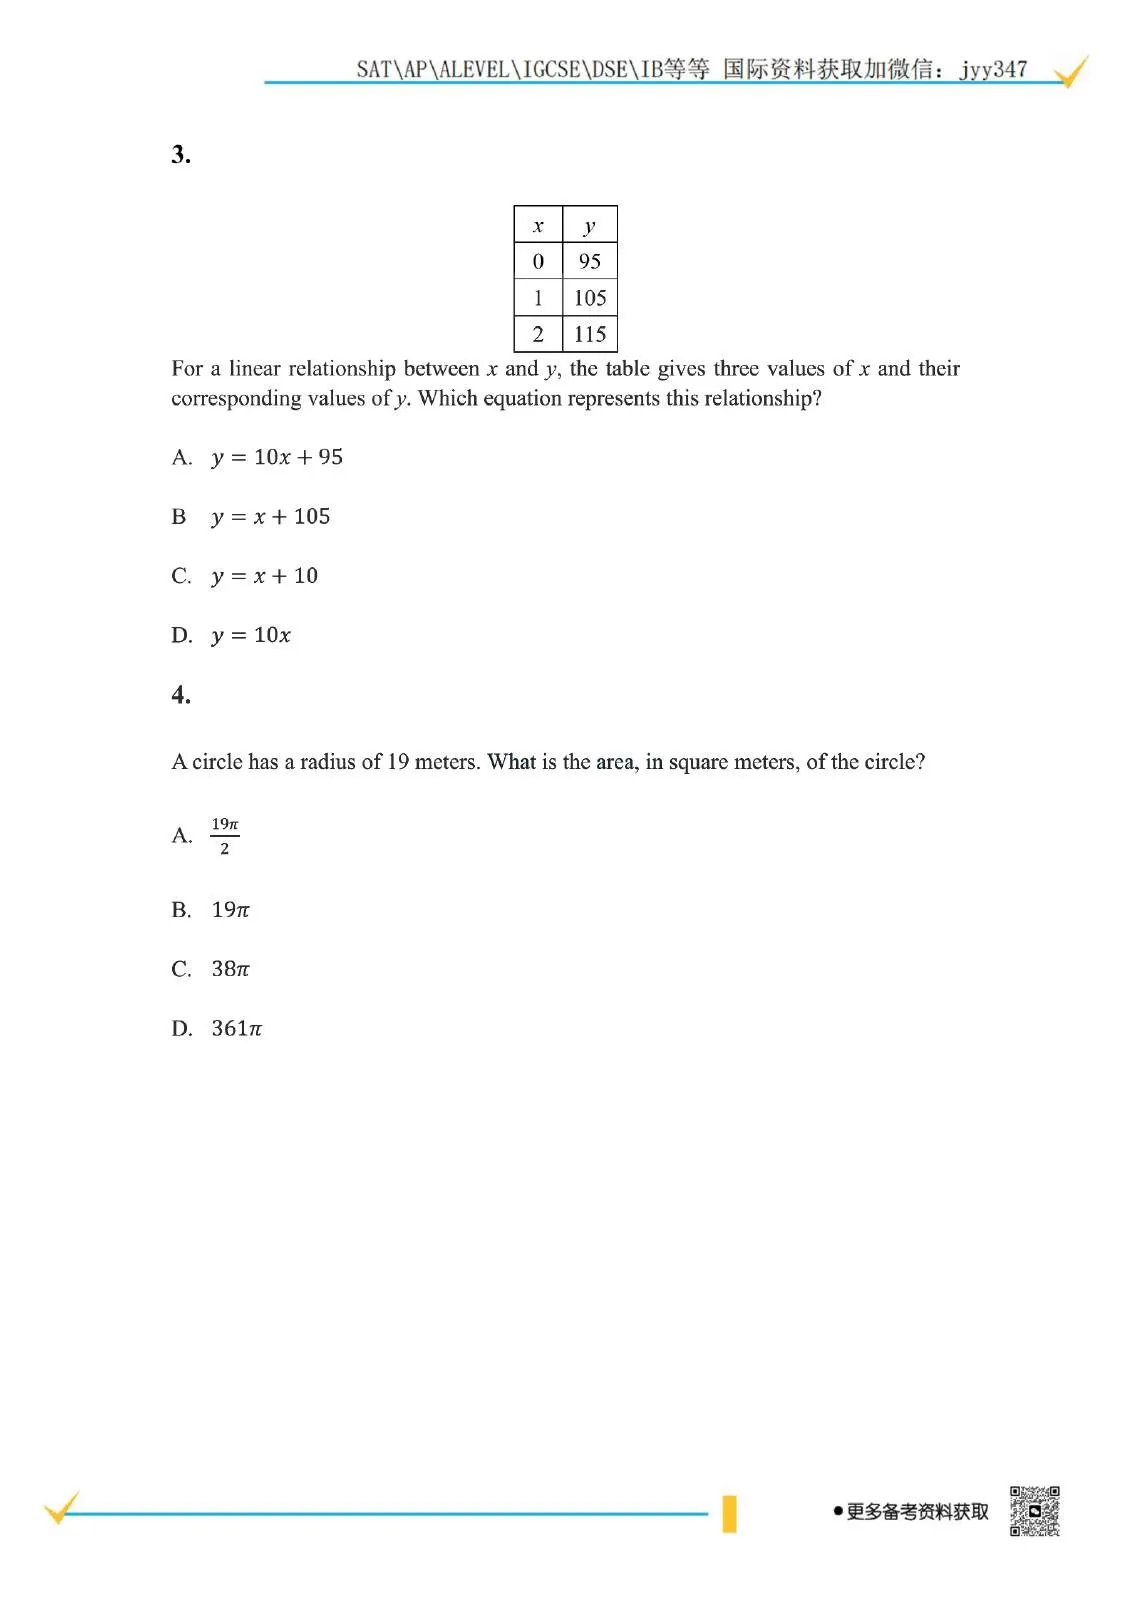 SAT\AP\ALEVEL\IGCSE\DSE\IB等等 国际资料获取加微信：jyy347
3.
x y
0 95
1 105
2 115
For a linear relationship between x and y, the table gives three values of x and their
corresponding values of y. Which equation represents this relationship?
A. y = 10x + 95
B y = x + 105
C. y = x + 10
D. y = 10x
4.
A circle has a radius of 19 meters. What is the area, in square meters, of the circle?
A. 19π/2
B. 19π
C. 38π
D. 361π
●更多备考资料获取